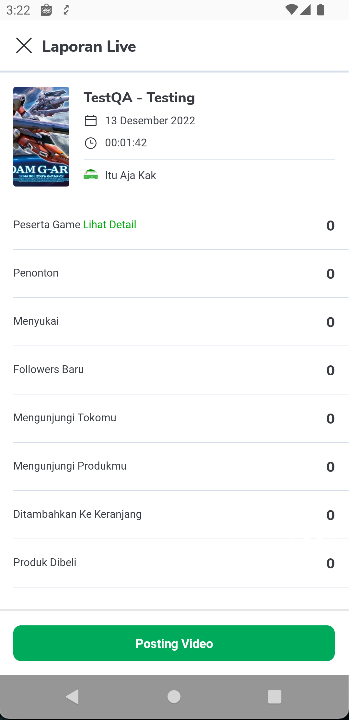 3:22
Laporan Live
TestQA - Testing
13 Desember 2022
00:01:42
Itu Aja Kak
DAM G-AR
Peserta Game Lihat Detail 0
Penonton 0
Menyukai 0
Followers Baru 0
Mengunjungi Tokomu 0
Mengunjungi Produkmu 0
Ditambahkan Ke Keranjang 0
Produk Dibeli 0
Posting Video